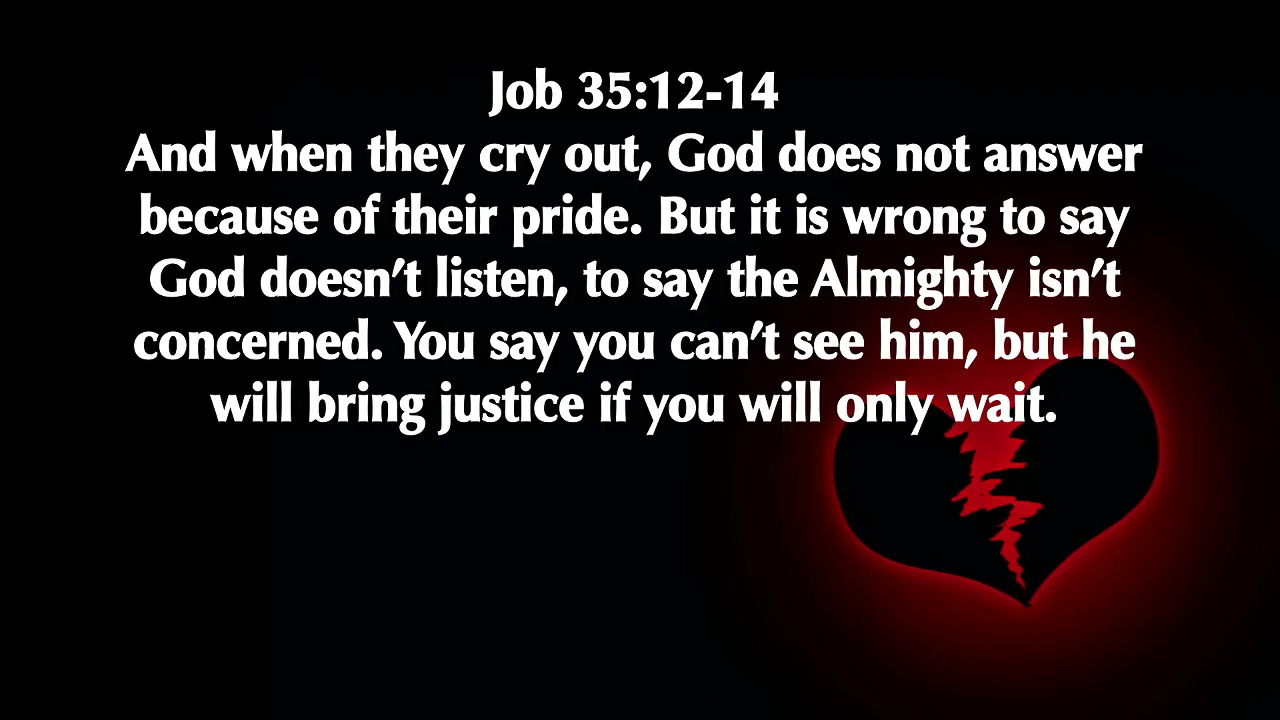 Job 35:12-14
And when they cry out, God does not answer
because of their pride. But it is wrong to say
God doesn’t listen, to say the Almighty isn’t
concerned. You say you can’t see him, but he
will bring justice if you will only wait.